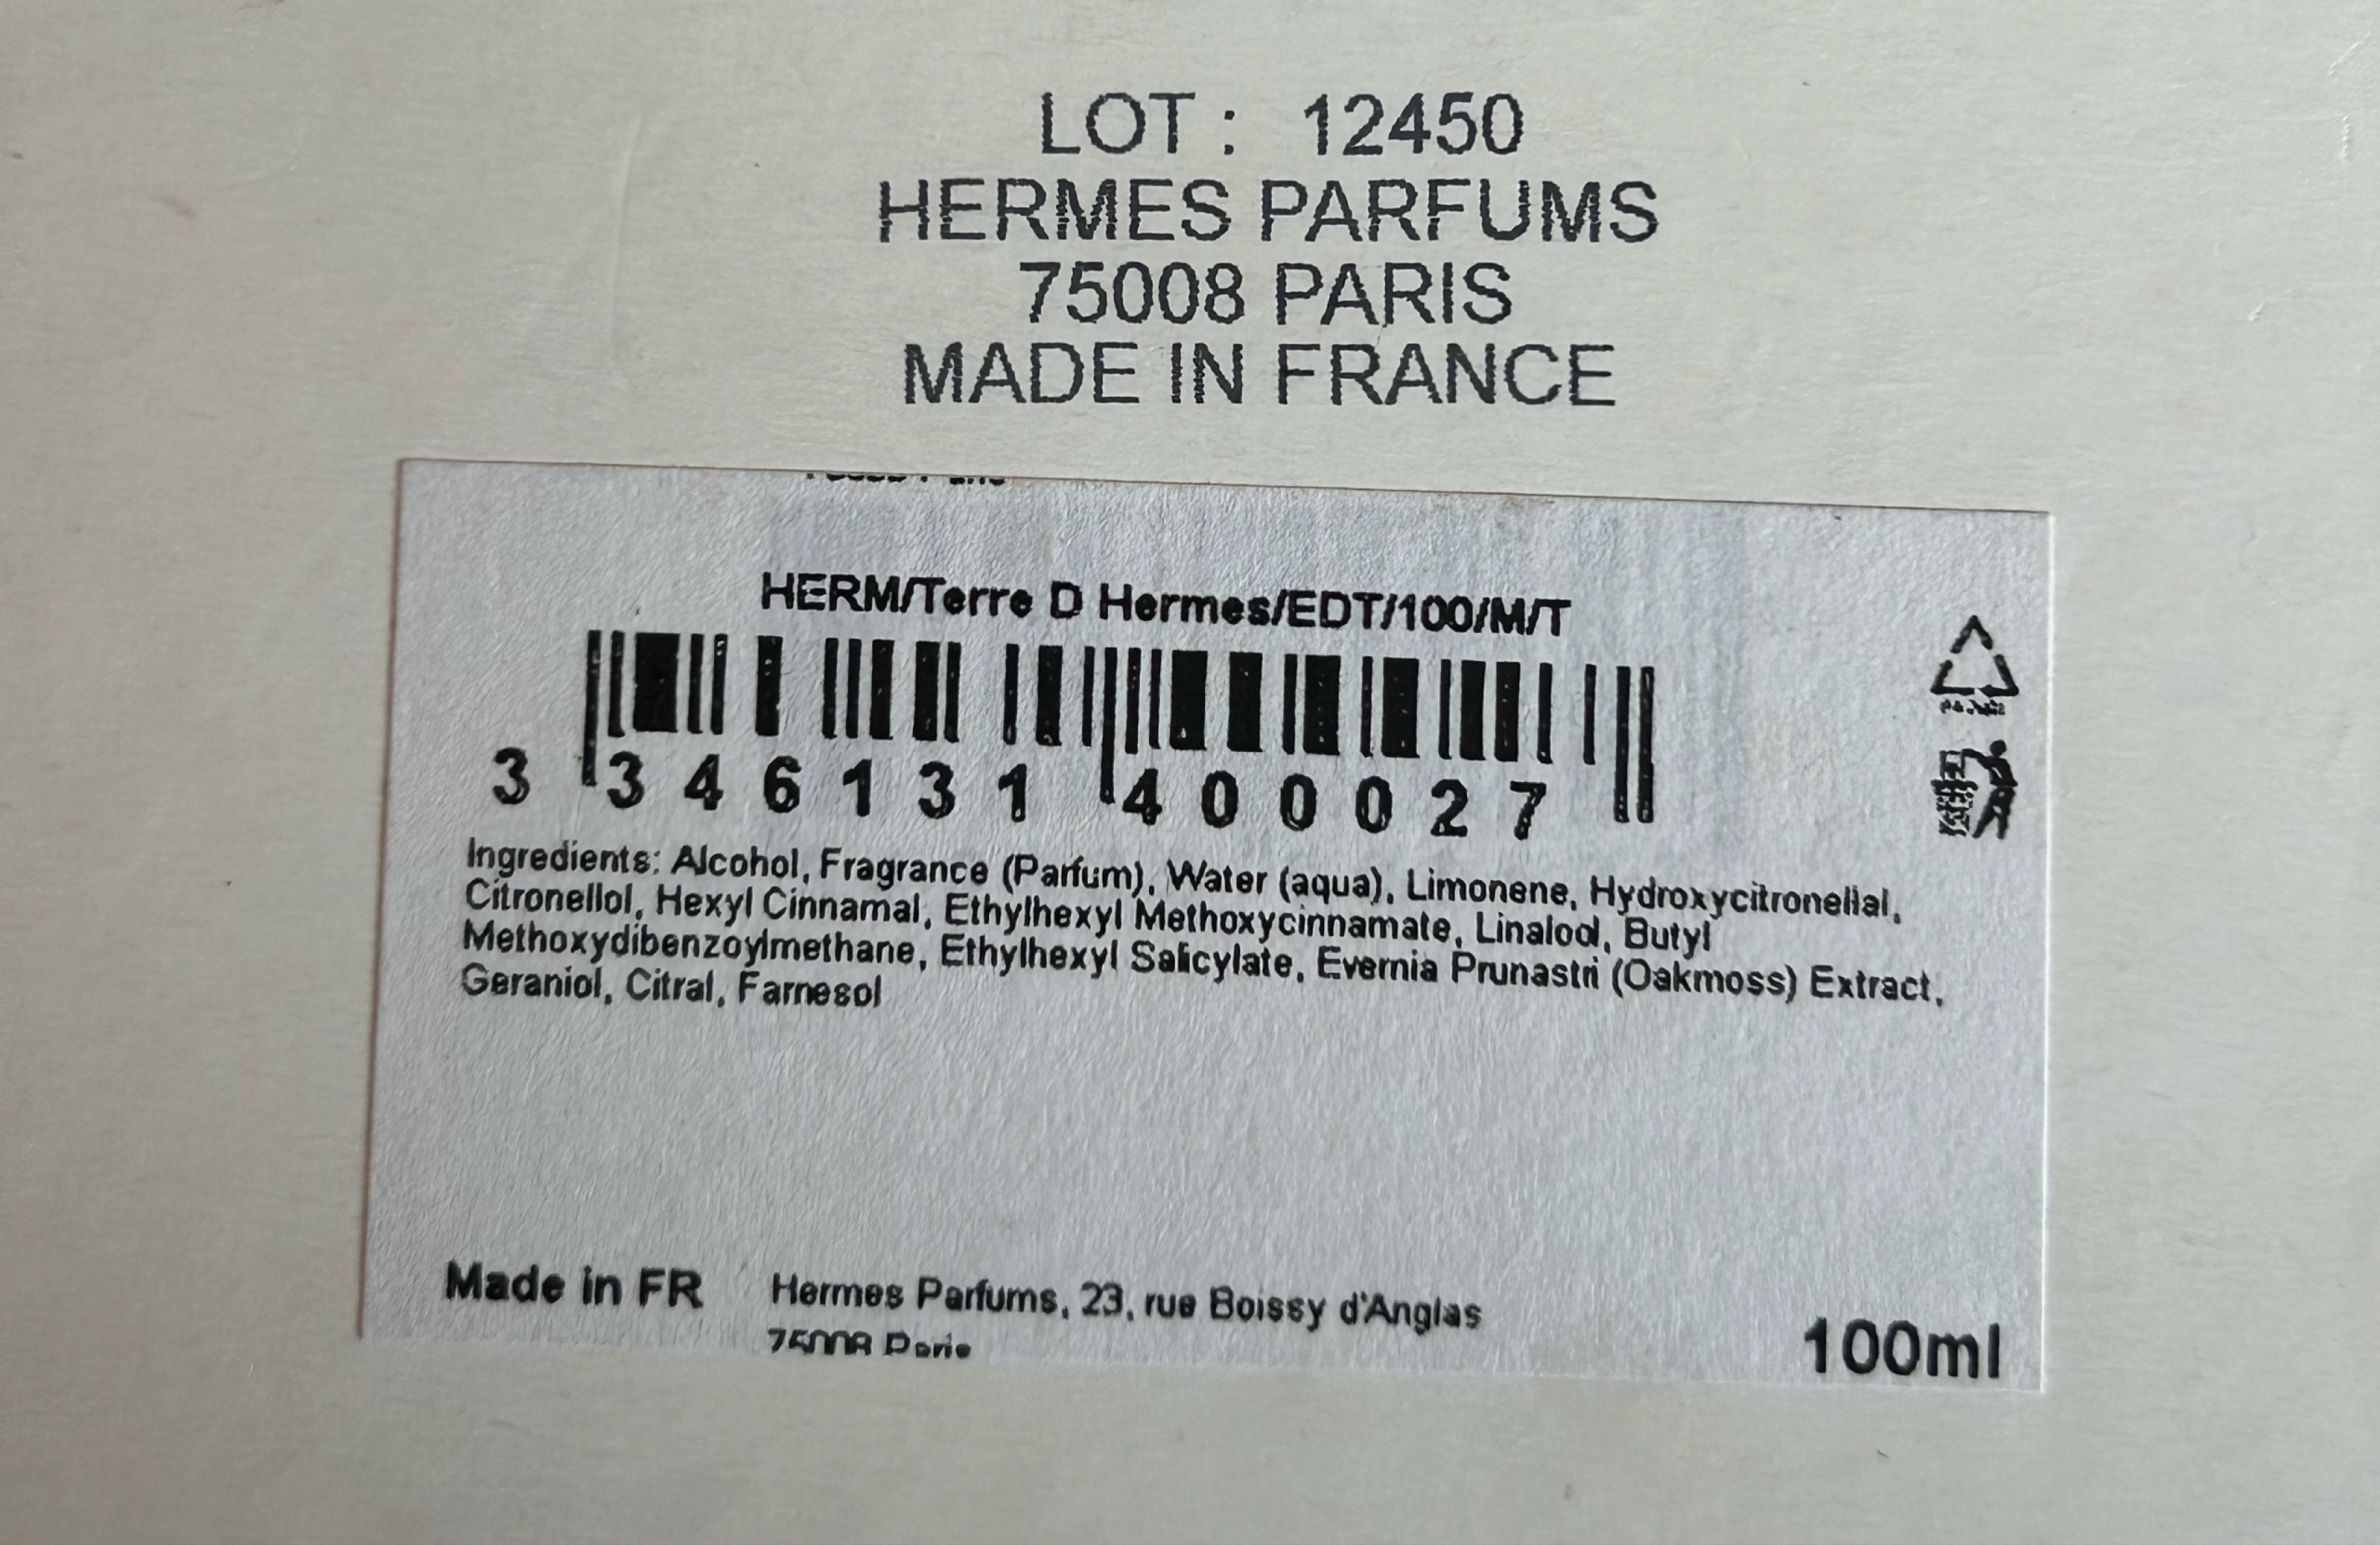 LOT : 12450
HERMES PARFUMS
75008 PARIS
MADE IN FRANCE
HERM/Terre D Hermes/EDT/100/M/T
3 346131 400027
Ingredients: Alcohol, Fragrance (Parfum), Water (aqua), Limonene, Hydroxycitronellal,
Citronellol, Hexyl Cinnamal, Ethylhexyl Methoxycinnamate, Linalool, Butyl
Methoxydibenzoylmethane, Ethylhexyl Salicylate, Evernia Prunastri (Oakmoss) Extract,
Geraniol, Citral, Farnesol
Made in FR
Hermes Parfums, 23, rue Boissy d'Anglas
75008 Paris
100ml